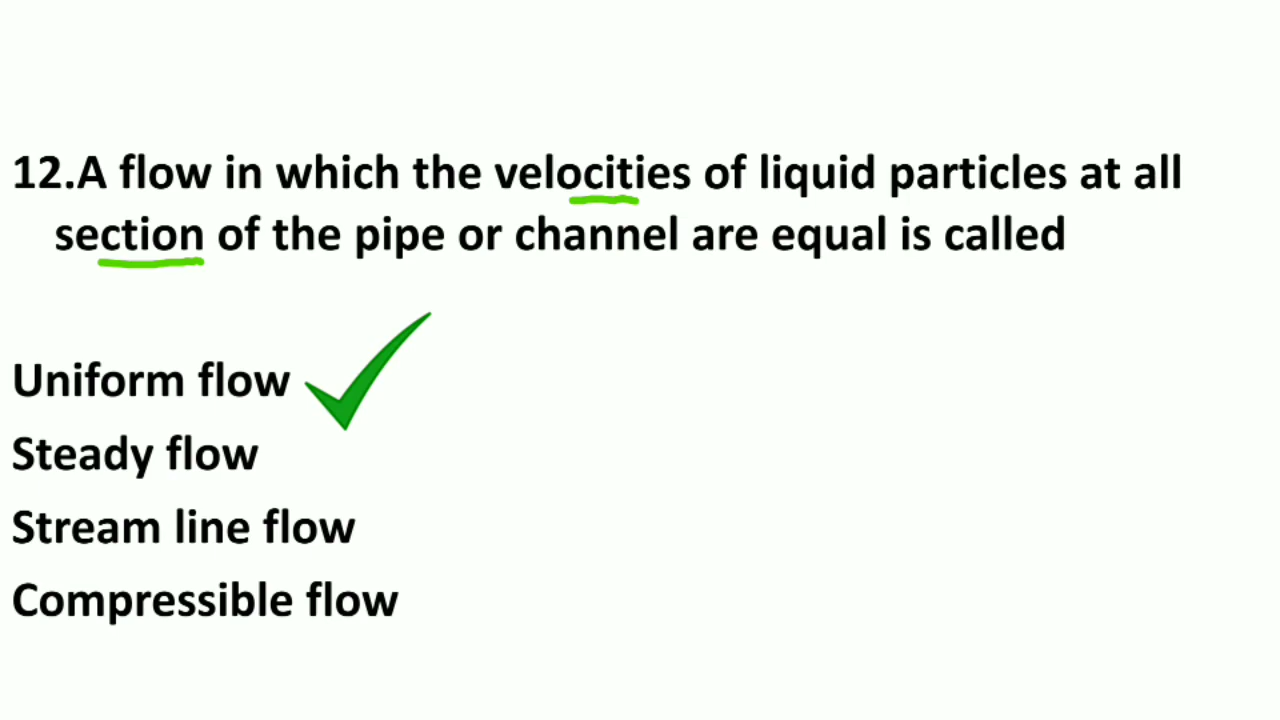 12.A flow in which the velocities of liquid particles at all
section of the pipe or channel are equal is called
Uniform flow
Steady flow
Stream line flow
Compressible flow